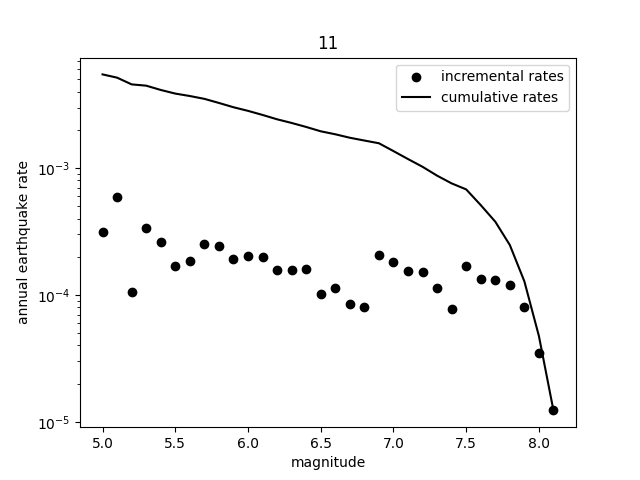 11
incremental rates
cumulative rates
annual earthquake rate
10⁻³
10⁻⁴
10⁻⁵
5.0 5.5 6.0 6.5 7.0 7.5 8.0
magnitude